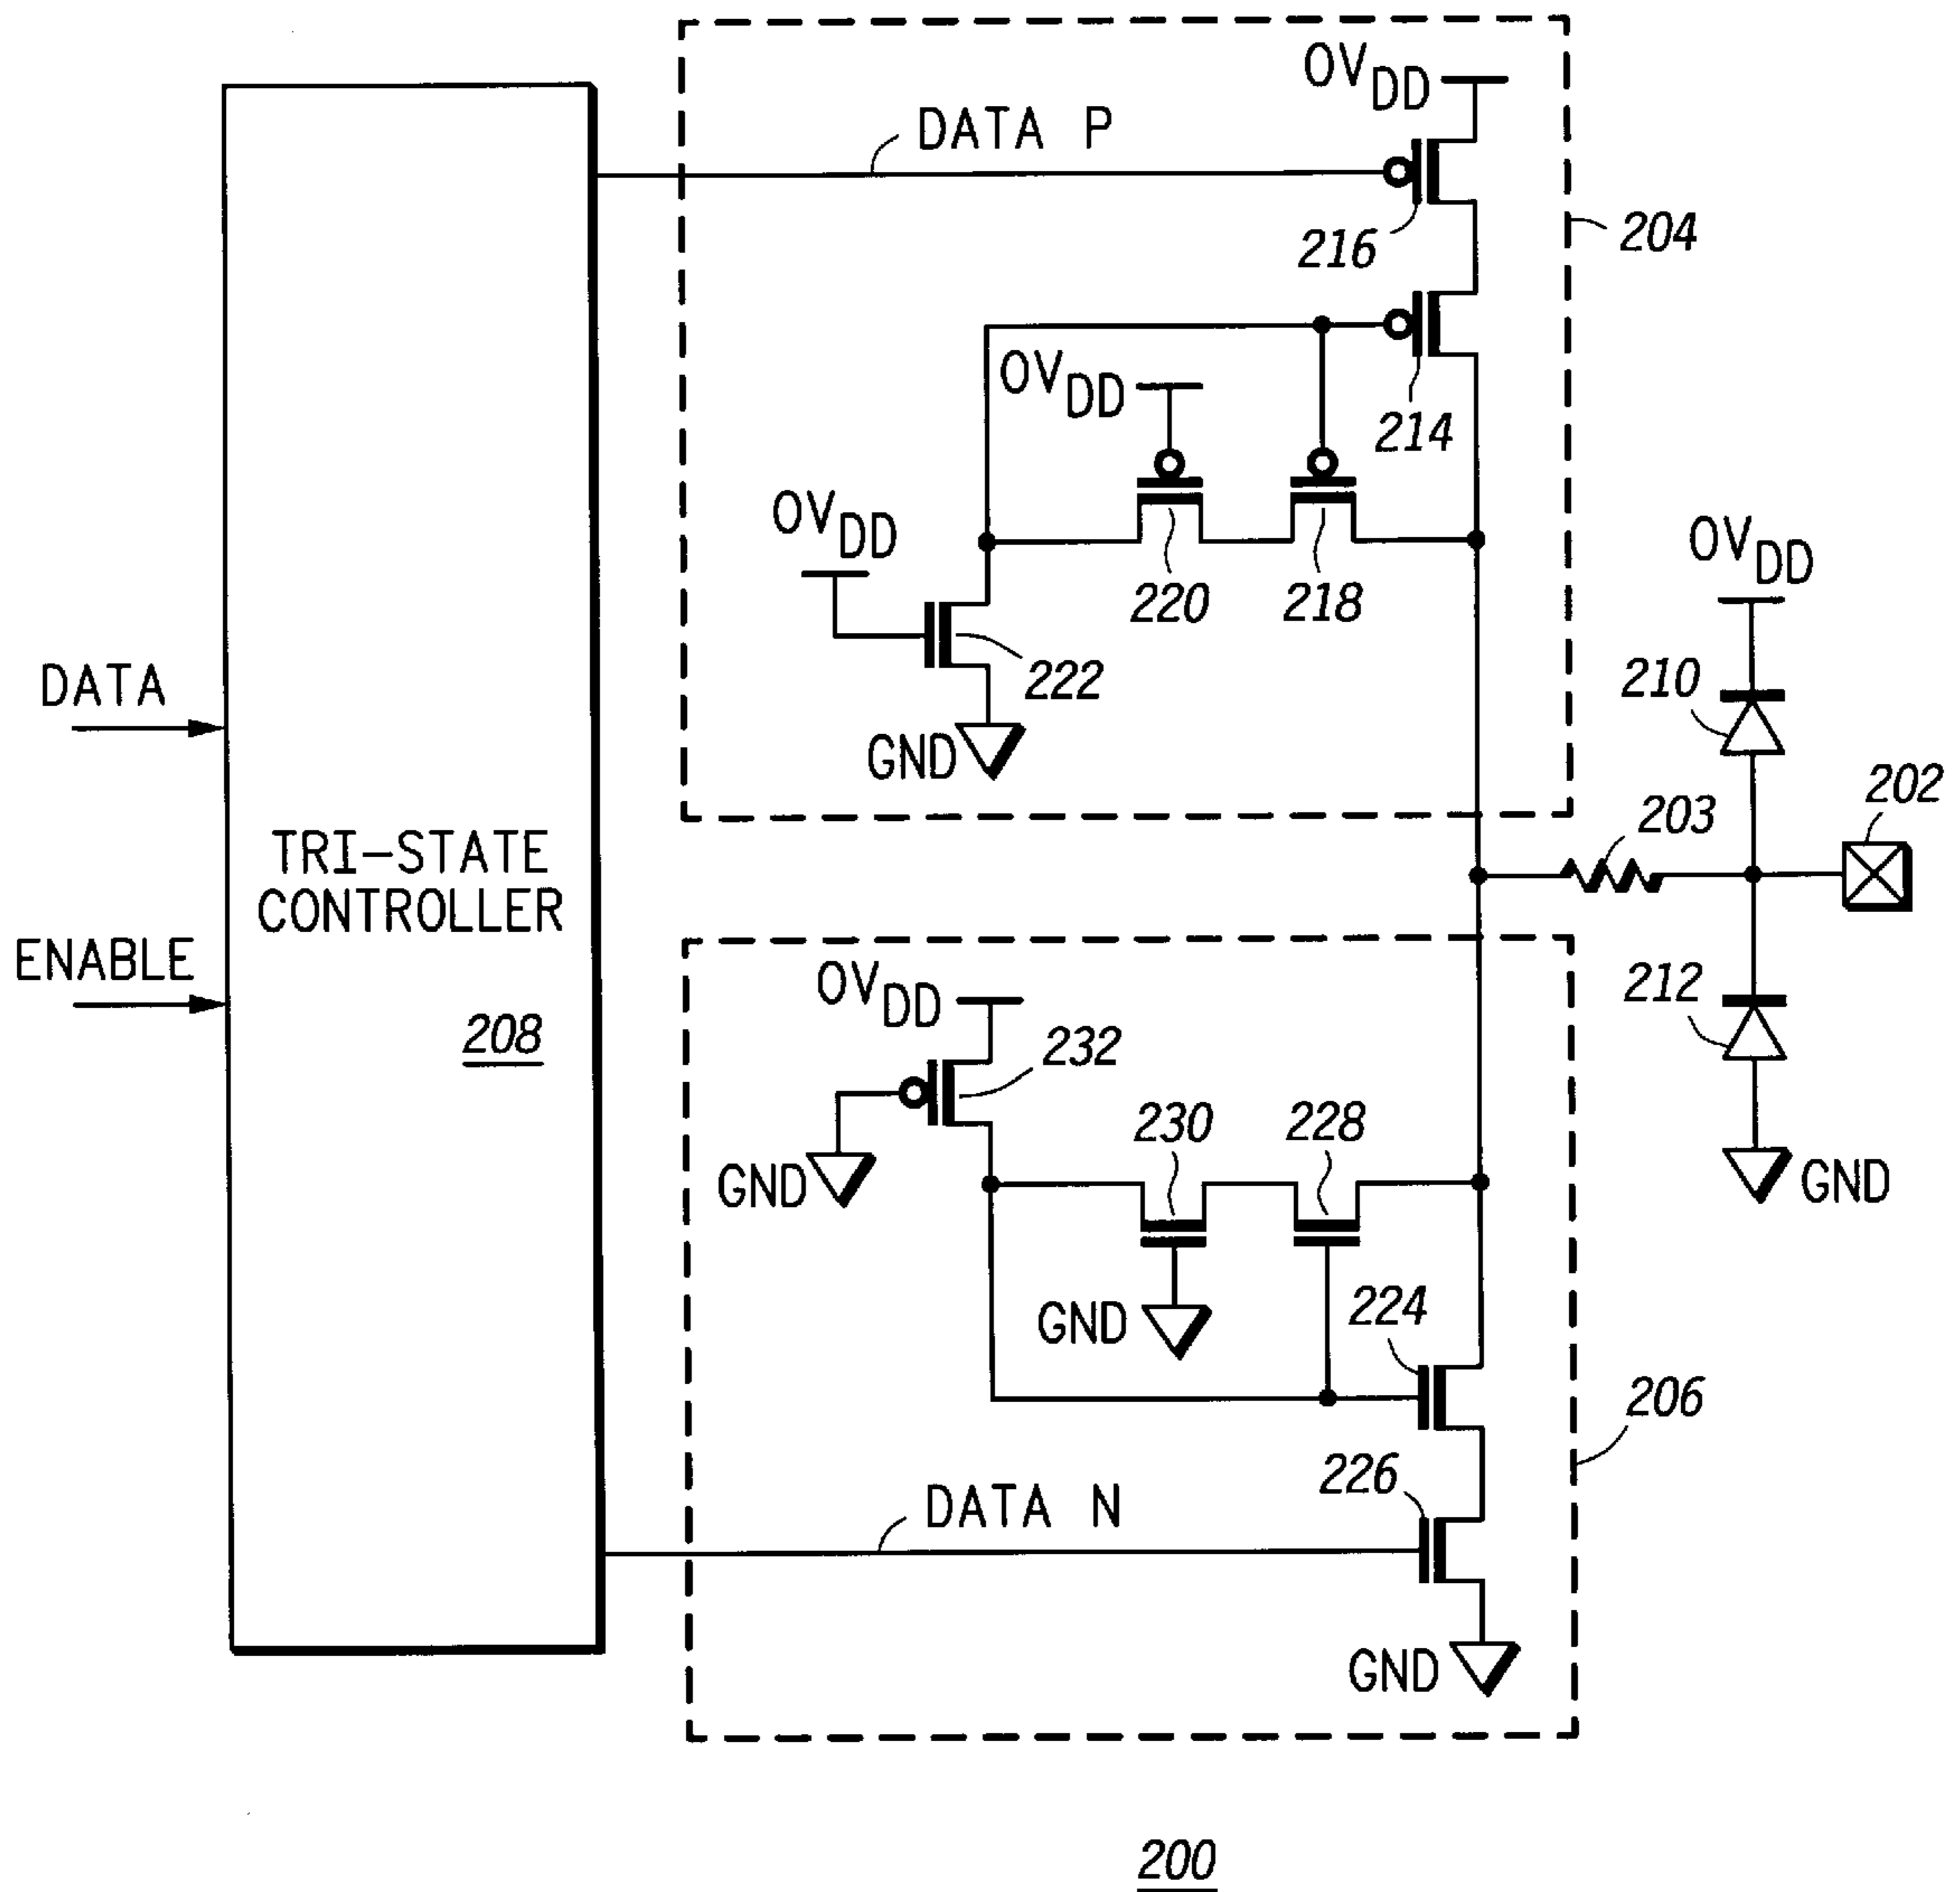 OVDD
DATA P
216
204
OVDD
214
OVDD
220
218
OVDD
222
210
DATA
GND
202
203
TRI-STATE
CONTROLLER
ENABLE
OVDD
212
208
232
230
228
GND
GND
GND
224
206
226
DATA N
GND
200